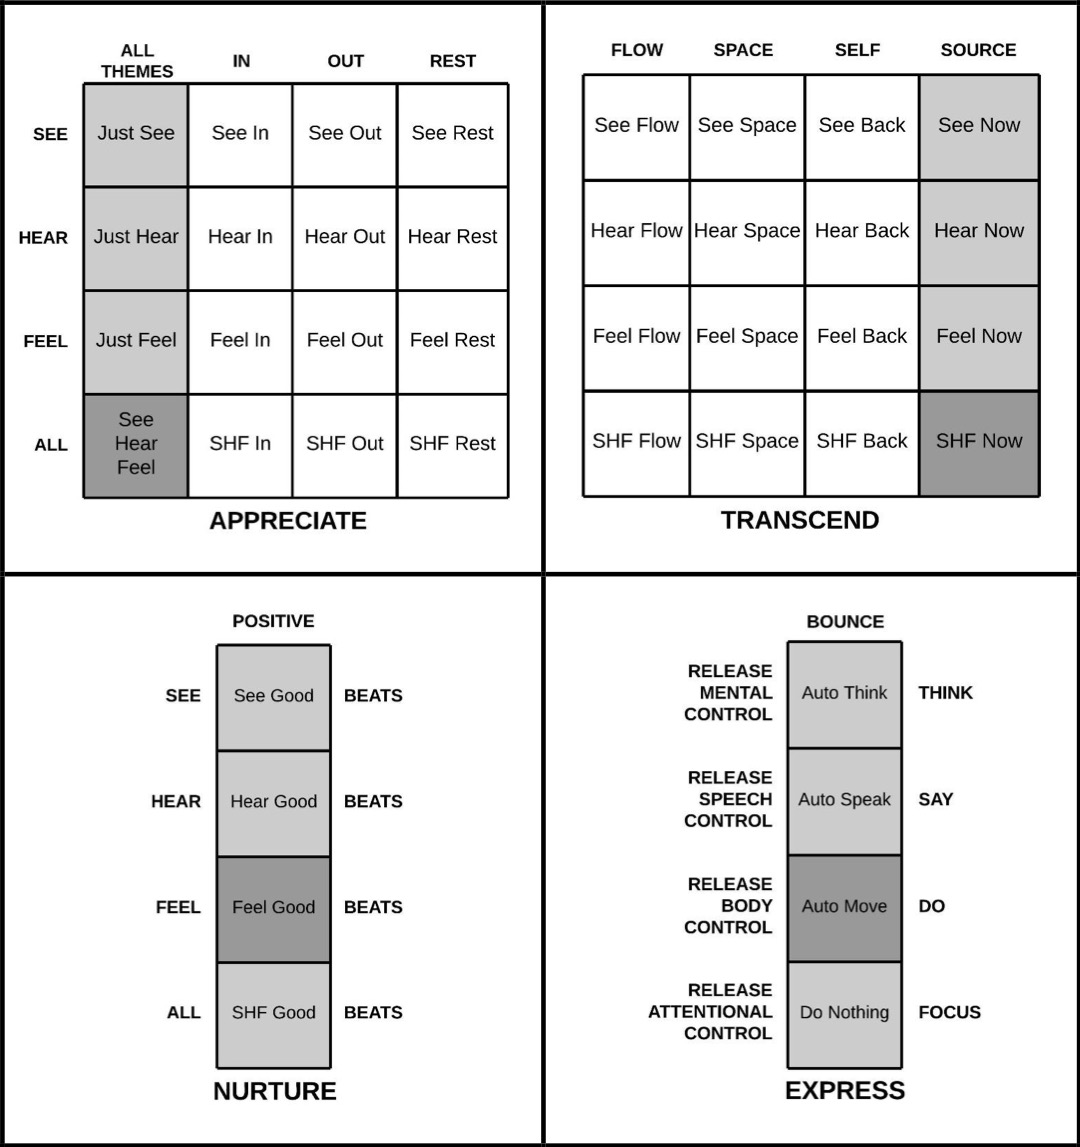 ALL
THEMES
IN
OUT
REST
SEE
Just See
See In
See Out
See Rest
HEAR
Just Hear
Hear In
Hear Out
Hear Rest
FEEL
Just Feel
Feel In
Feel Out
Feel Rest
ALL
See
Hear
Feel
SHF In
SHF Out
SHF Rest
APPRECIATE
FLOW
SPACE
SELF
SOURCE
See Flow
See Space
See Back
See Now
Hear Flow
Hear Space
Hear Back
Hear Now
Feel Flow
Feel Space
Feel Back
Feel Now
SHF Flow
SHF Space
SHF Back
SHF Now
TRANSCEND
POSITIVE
SEE
See Good
BEATS
HEAR
Hear Good
BEATS
FEEL
Feel Good
BEATS
ALL
SHF Good
BEATS
NURTURE
BOUNCE
RELEASE
MENTAL
CONTROL
Auto Think
THINK
RELEASE
SPEECH
CONTROL
Auto Speak
SAY
RELEASE
BODY
CONTROL
Auto Move
DO
RELEASE
ATTENTIONAL
CONTROL
Do Nothing
FOCUS
EXPRESS